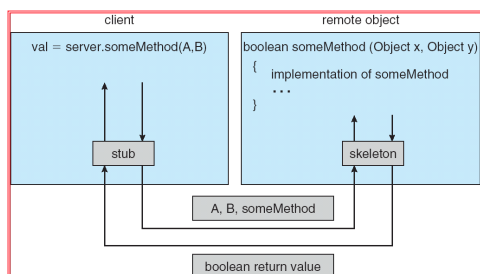 client
remote object
val = server.someMethod(A,B)
boolean someMethod (Object x, Object y)
{
implementation of someMethod
...
}
stub
skeleton
A, B, someMethod
boolean return value